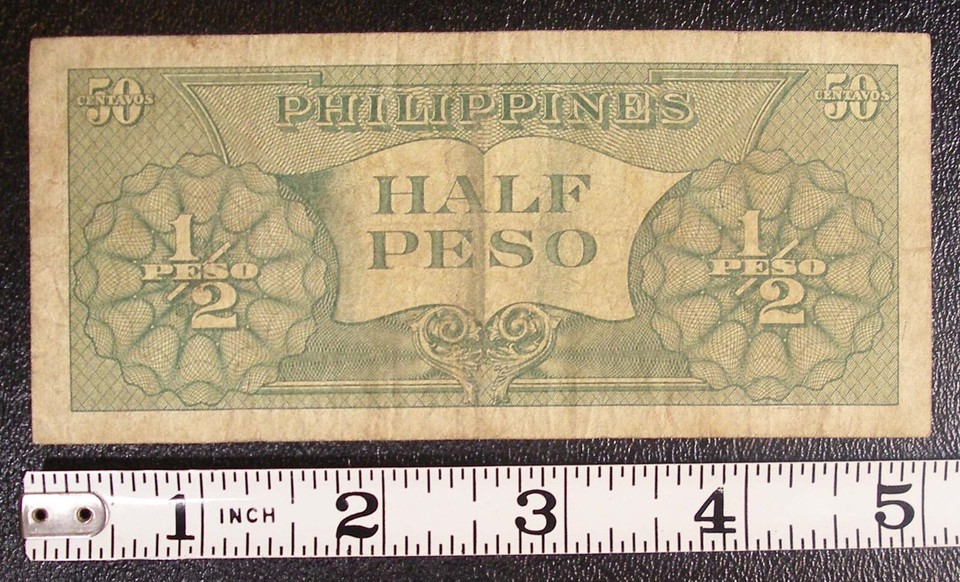 50 CENTAVOS
PHILIPPINES
50 CENTAVOS
HALF
PESO
1/2 PESO
1/2 PESO
1 INCH 2 3 4 5